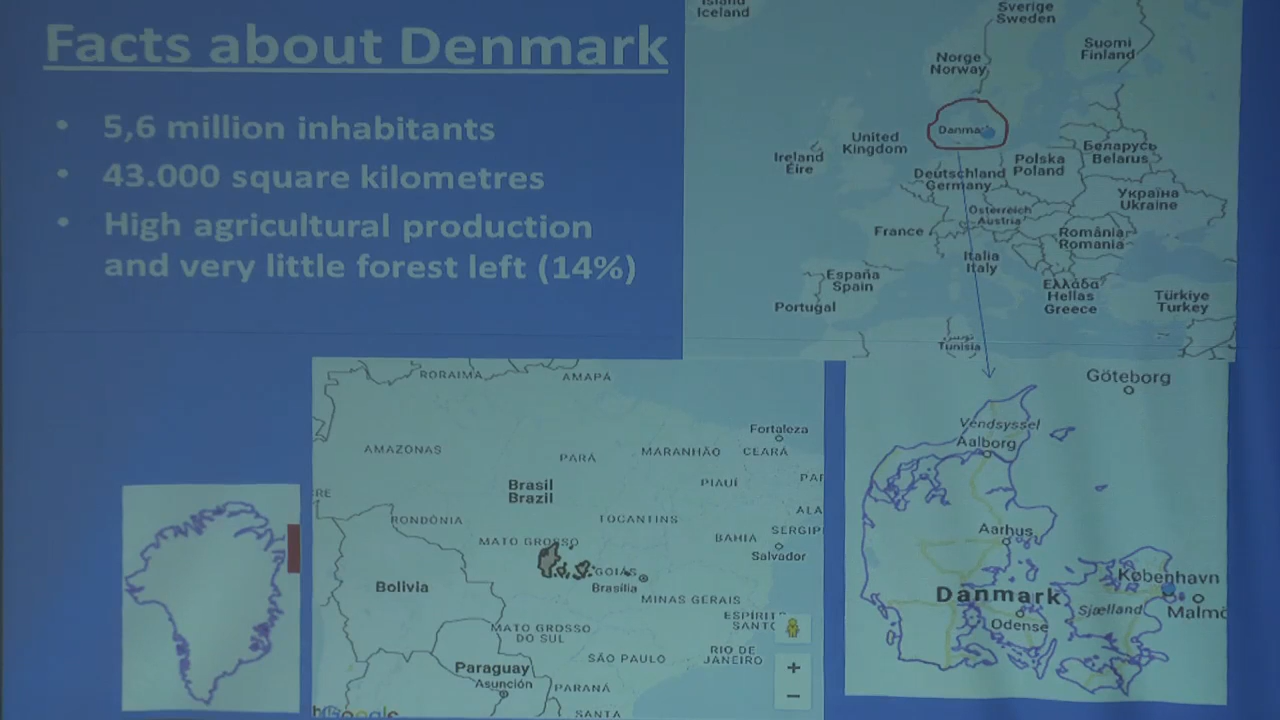 Facts about Denmark
• 5,6 million inhabitants
• 43.000 square kilometres
• High agricultural production
and very little forest left (14%)
Iceland
Sverige
Sweden
Norge
Norway
Suomi
Finland
United
Kingdom
Ireland
Éire
Deutschland
Germany
Polska
Poland
Беларусь
Belarus
Україна
Ukraine
Österreich
Austria
France
România
Romania
Italia
Italy
España
Spain
Portugal
Ελλάδα
Hellas
Greece
Türkiye
Turkey
تونس
Tunisia
RORAIMA
AMAPÁ
AMAZONAS
PARÁ
MARANHÃO
Fortaleza
CEARÁ
PIAUÍ
Brasil
Brazil
RONDÔNIA
TOCANTINS
BAHIA
Salvador
MATO GROSSO
GOIÁS
Brasília
Bolivia
MINAS GERAIS
MATO GROSSO
DO SUL
SÃO PAULO
RIO DE
JANEIRO
Paraguay
Asunción
PARANÁ
SANTA
Göteborg
Vendsyssel
Aalborg
Aarhus
København
Danmark
Sjælland
Odense